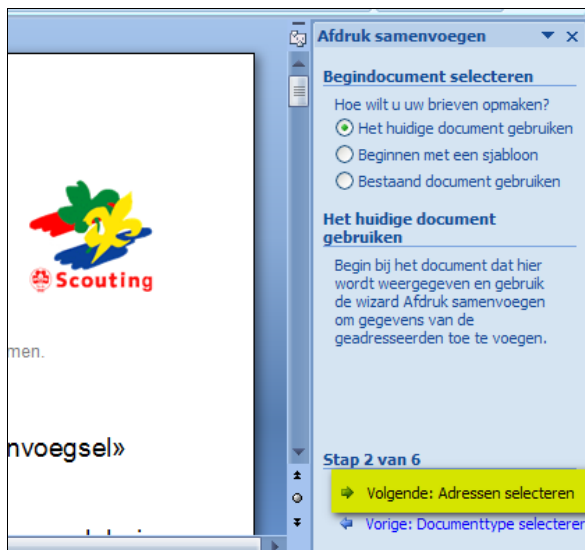 Afdruk samenvoegen
Begindocument selecteren
Hoe wilt u uw brieven opmaken?
Het huidige document gebruiken
Beginnen met een sjabloon
Bestaand document gebruiken
Het huidige document
gebruiken
Begin bij het document dat hier
wordt weergegeven en gebruik
de wizard Afdruk samenvoegen
om gegevens van de
geadresseerden toe te voegen.
Stap 2 van 6
Volgende: Adressen selecteren
Vorige: Documenttype selecteren
Scouting
men.
nvoegsel»